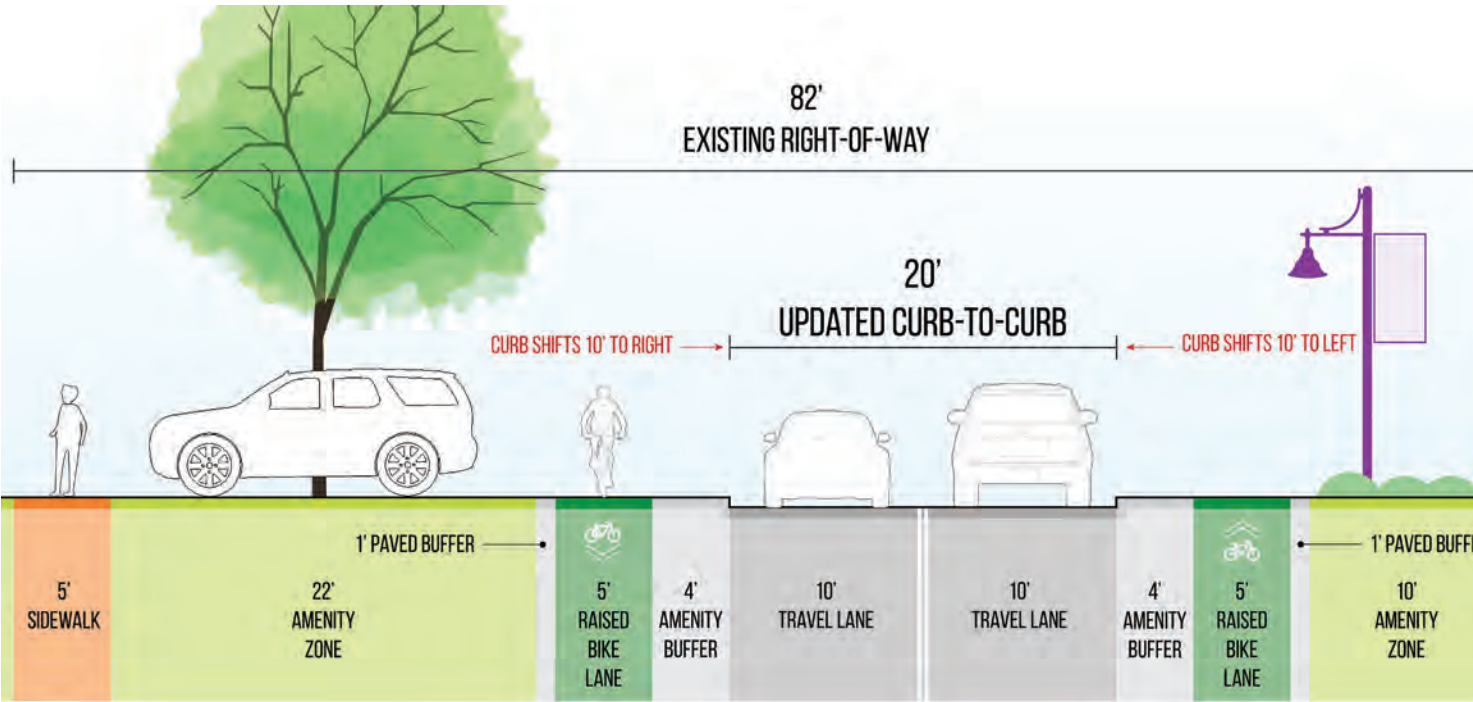 82'
EXISTING RIGHT-OF-WAY
20'
UPDATED CURB-TO-CURB
CURB SHIFTS 10' TO RIGHT
CURB SHIFTS 10' TO LEFT
1' PAVED BUFFER
1' PAVED BUFF
5'
SIDEWALK
22'
AMENITY
ZONE
5'
RAISED
BIKE
LANE
4'
AMENITY
BUFFER
10'
TRAVEL LANE
10'
TRAVEL LANE
4'
AMENITY
BUFFER
5'
RAISED
BIKE
LANE
10'
AMENITY
ZONE